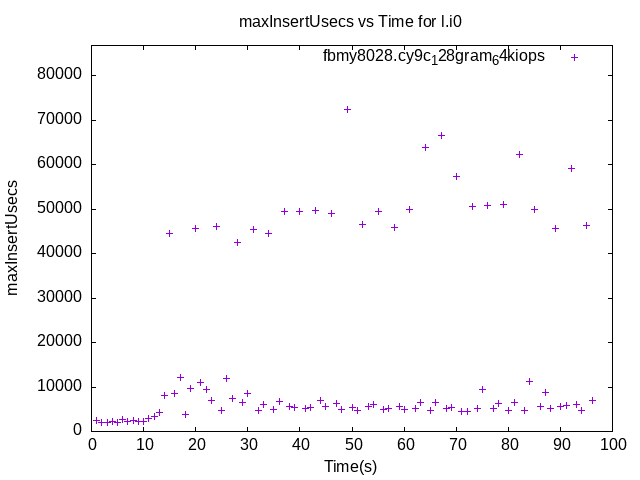 maxInsertUsecs vs Time for l.i0
fbmy8028.cy9c128gram64kiops
80000
70000
60000
50000
40000
30000
20000
10000
0
maxInsertUsecs
0 10 20 30 40 50 60 70 80 90 100
Time(s)